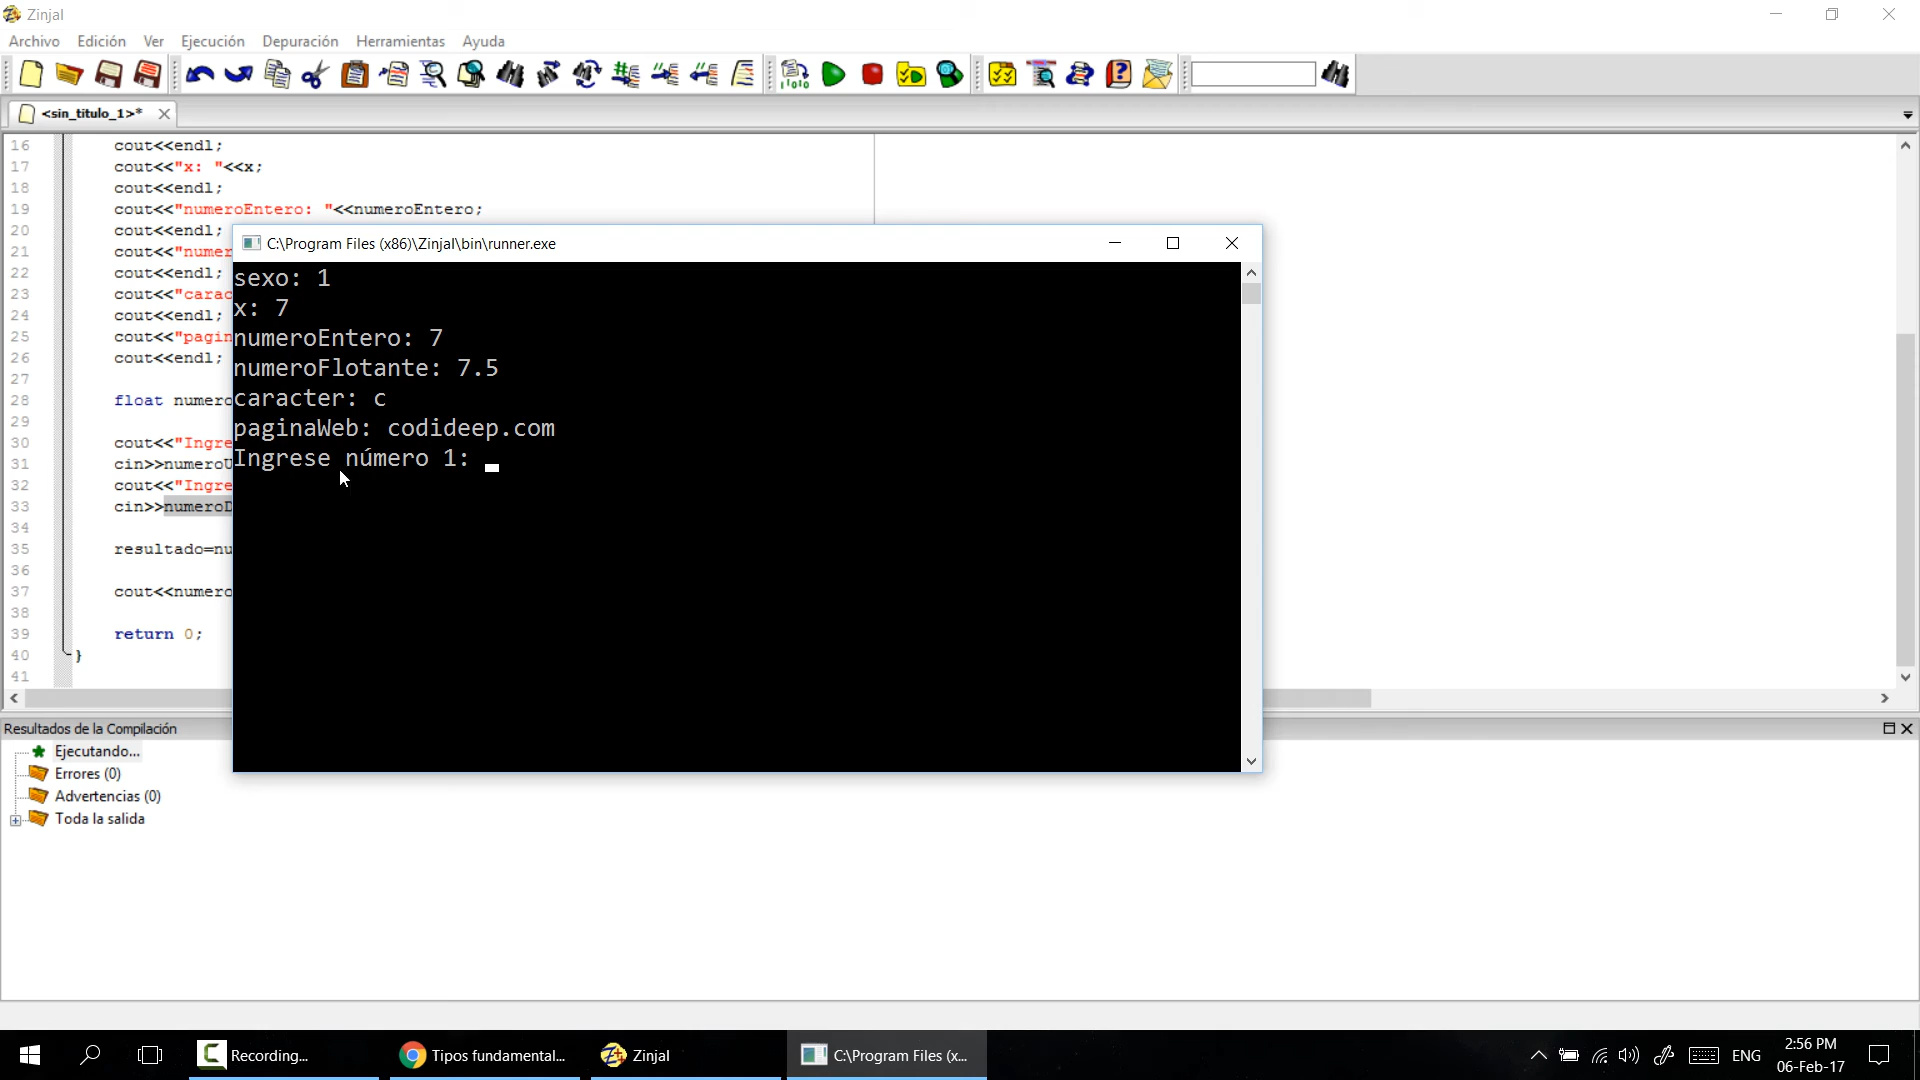 Zinjal
Archivo Edición Ver Ejecución Depuración Herramientas Ayuda
<sin_titulo_1>*
16 cout<<endl;
17 cout<<"x: "<<x;
18 cout<<endl;
19 cout<<"numeroEntero: "<<numeroEntero;
20 cout<<endl;
21 cout<<"numer
22 cout<<endl;
23 cout<<"carac
24 cout<<endl;
25 cout<<"pagin
26 cout<<endl;
27
28 float numero
29
30 cout<<"Ingre
31 cin>>numeroU
32 cout<<"Ingre
33 cin>>numeroD
34
35 resultado=nu
36
37 cout<<numero
38
39 return 0;
40 }
41
C:\Program Files (x86)\Zinjal\bin\runner.exe
sexo: 1
x: 7
numeroEntero: 7
numeroFlotante: 7.5
caracter: c
paginaWeb: codideep.com
Ingrese número 1:
Resultados de la Compilación
Ejecutando...
Errores (0)
Advertencias (0)
Toda la salida
Recording...
Tipos fundamental...
Zinjal
C:\Program Files (x...
ENG
2:56 PM
06-Feb-17